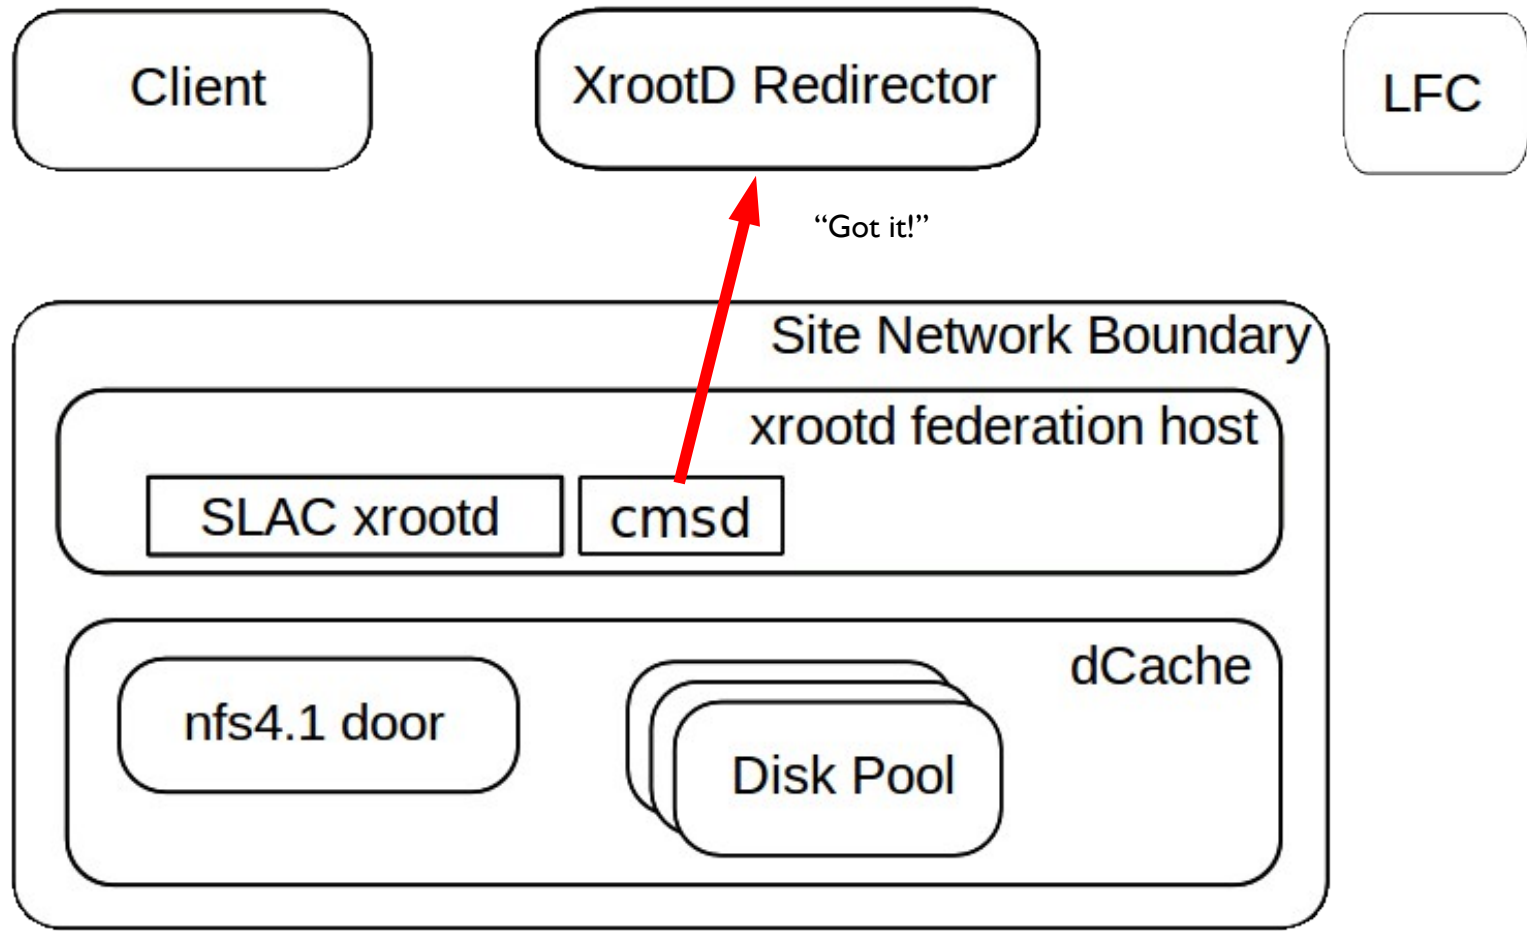 Client
XrootD Redirector
LFC
“Got it!”
Site Network Boundary
xrootd federation host
SLAC xrootd
cmsd
dCache
nfs4.1 door
Disk Pool